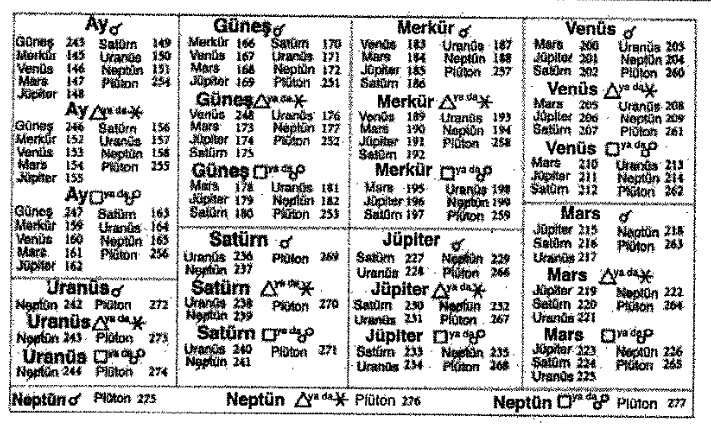 Ay ☌
Güneş 245 Satürn 149
Merkür 145 Uranüs 150
Venüs 146 Neptün 151
Mars 147 Plüton 254
Jüpiter 148
Ay △ ya da ⚹
Güneş 246 Satürn 156
Merkür 152 Uranüs 157
Venüs 153 Neptün 158
Mars 154 Plüton 255
Jüpiter 155
Ay □ ya da ☍
Güneş 247 Satürn 163
Merkür 159 Uranüs 164
Venüs 160 Neptün 165
Mars 161 Plüton 256
Jüpiter 162
Uranüs ☌
Neptün 242 Plüton 272
Uranüs △ ya da ⚹
Neptün 243 Plüton 273
Uranüs □ ya da ☍
Neptün 244 Plüton 274
Güneş ☌
Merkür 166 Satürn 170
Venüs 167 Uranüs 171
Mars 168 Neptün 172
Jüpiter 169 Plüton 251
Güneş △ ya da ⚹
Venüs 248 Uranüs 176
Mars 173 Neptün 177
Jüpiter 174 Plüton 252
Satürn 175
Güneş □ ya da ☍
Mars 178 Uranüs 181
Jüpiter 179 Neptün 182
Satürn 180 Plüton 253
Satürn ☌
Uranüs 236 Plüton 269
Neptün 237
Satürn △ ya da ⚹
Uranüs 238 Plüton 270
Neptün 239
Satürn □ ya da ☍
Uranüs 240 Plüton 271
Neptün 241
Merkür ☌
Venüs 183 Uranüs 187
Mars 184 Neptün 188
Jüpiter 185 Plüton 257
Satürn 186
Merkür △ ya da ⚹
Venüs 189 Uranüs 193
Mars 190 Neptün 194
Jüpiter 191 Plüton 258
Satürn 192
Merkür □ ya da ☍
Mars 195 Uranüs 198
Jüpiter 196 Neptün 199
Satürn 197 Plüton 259
Jüpiter ☌
Satürn 227 Neptün 229
Uranüs 228 Plüton 266
Jüpiter △ ya da ⚹
Satürn 230 Neptün 232
Uranüs 231 Plüton 267
Jüpiter □ ya da ☍
Satürn 233 Neptün 235
Uranüs 234 Plüton 268
Venüs ☌
Mars 200 Uranüs 203
Jüpiter 201 Neptün 204
Satürn 202 Plüton 260
Venüs △ ya da ⚹
Mars 205 Uranüs 208
Jüpiter 206 Neptün 209
Satürn 207 Plüton 261
Venüs □ ya da ☍
Mars 210 Uranüs 213
Jüpiter 211 Neptün 214
Satürn 212 Plüton 262
Mars ☌
Jüpiter 215 Neptün 218
Satürn 216 Plüton 263
Uranüs 217
Mars △ ya da ⚹
Jüpiter 219 Neptün 222
Satürn 220 Plüton 264
Uranüs 221
Mars □ ya da ☍
Jüpiter 223 Neptün 226
Satürn 224 Plüton 265
Uranüs 225
Neptün ☌ Plüton 275 Neptün △ ya da ⚹ Plüton 276 Neptün □ ya da ☍ Plüton 277